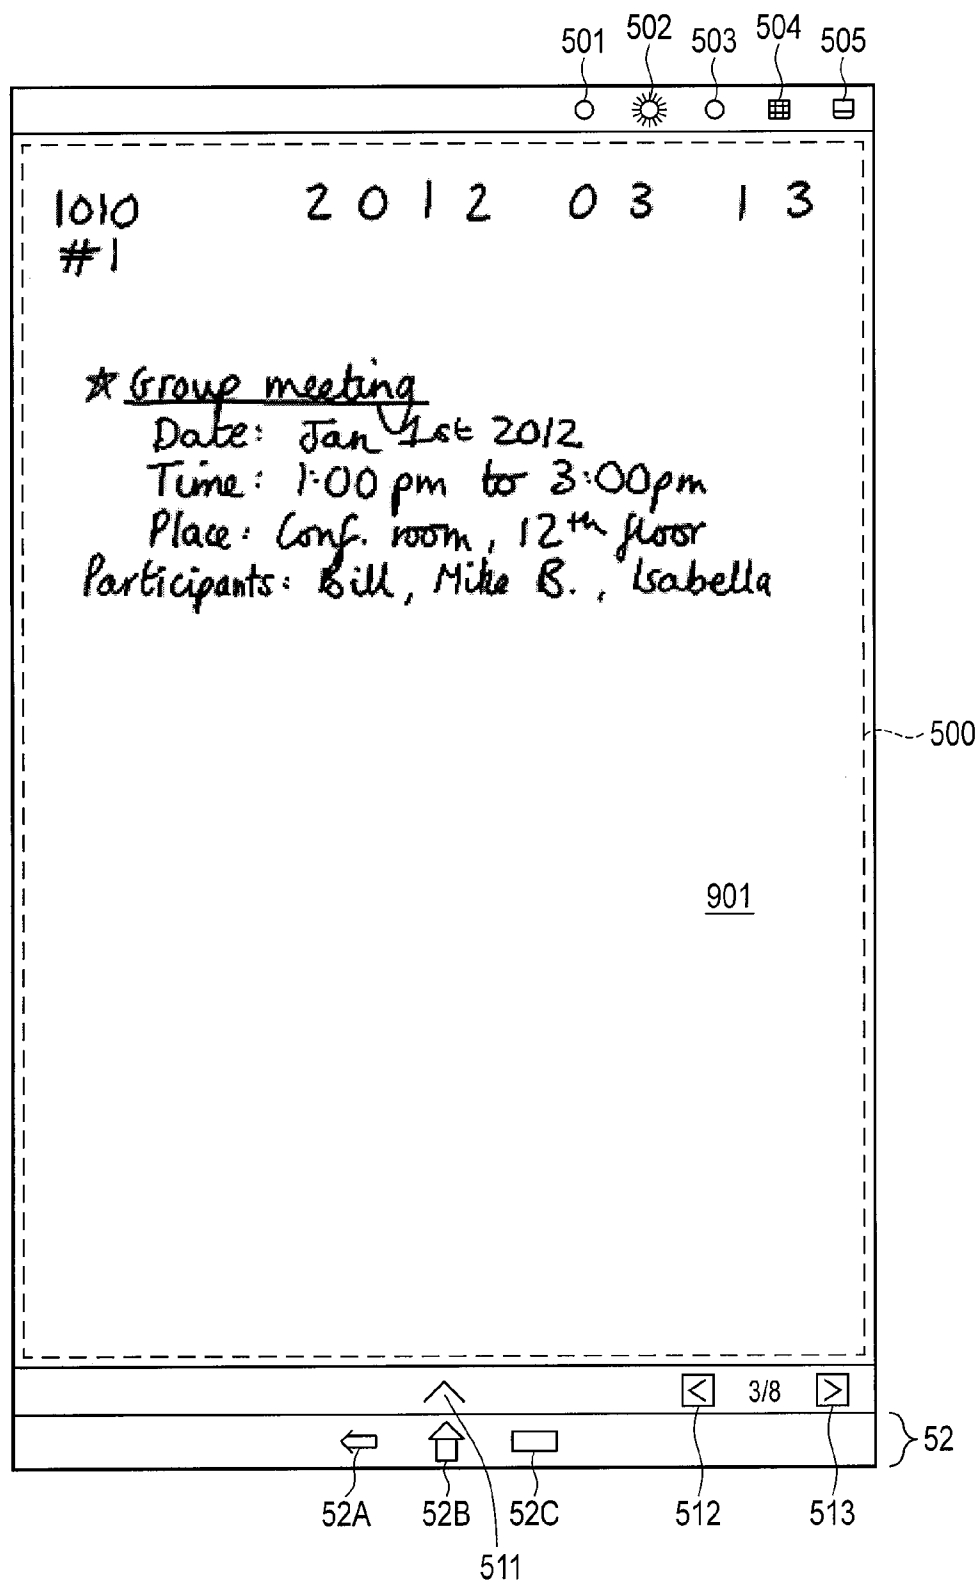 501 502 503 504 505
1010 2012 03 13
#1
☆ Group meeting
Date: Jan 1st 2012
Time: 1:00 pm to 3:00pm
Place: Conf. room, 12th floor
Participants: Bill, Mike B., Isabella
500
901
< 3/8 >
52
52A 52B 52C 512 513
511